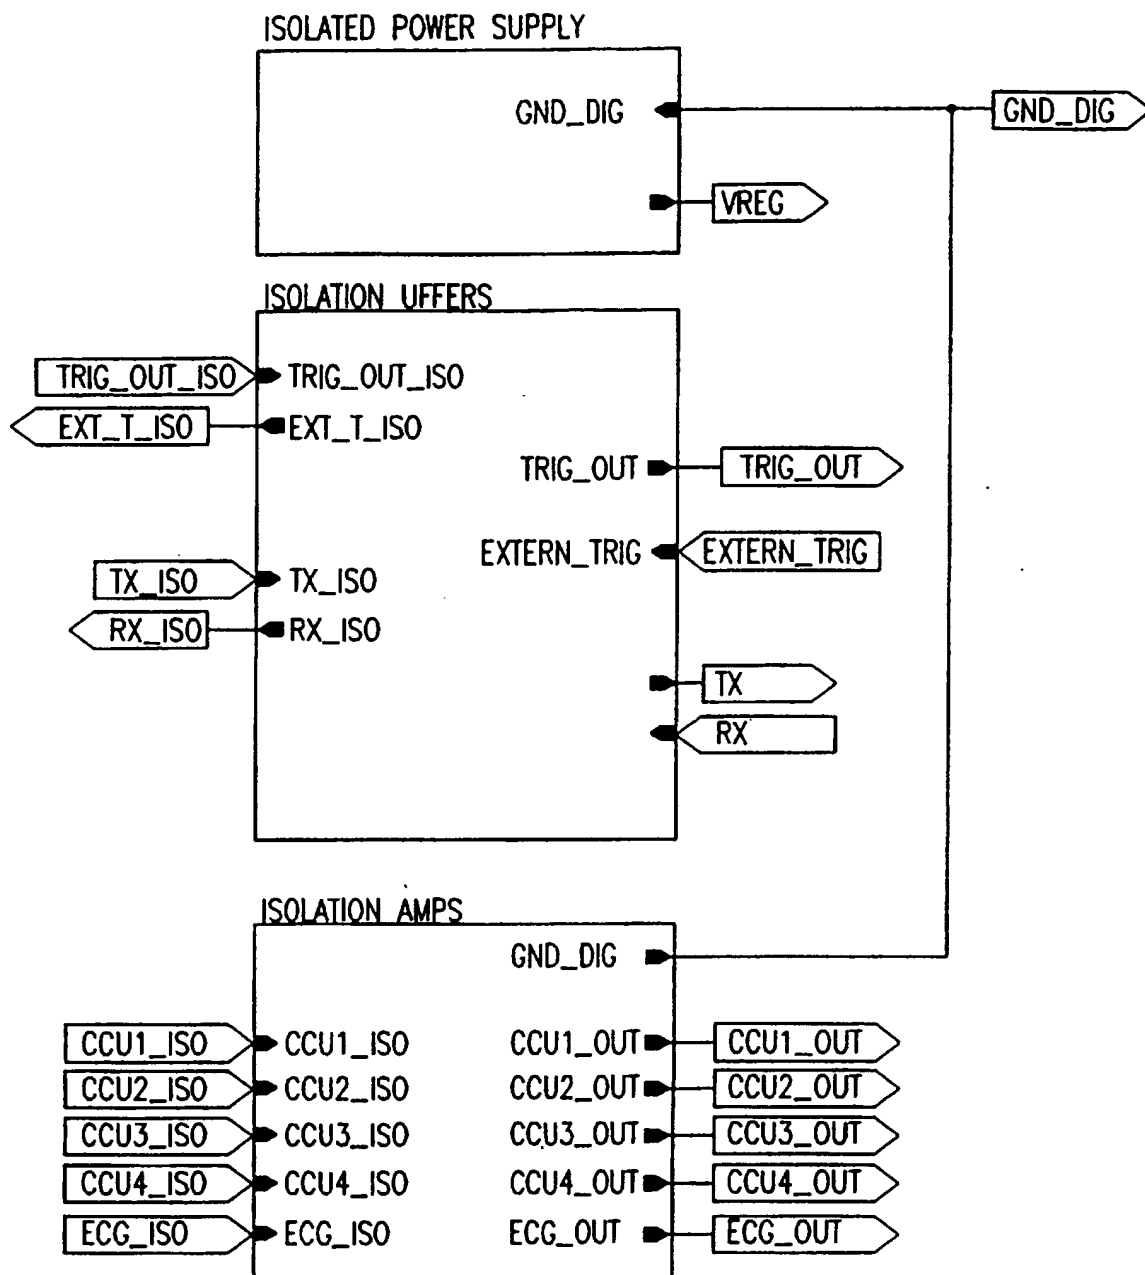 ISOLATED POWER SUPPLY
GND_DIG
GND_DIG
VREG
ISOLATION UFFERS
TRIG_OUT_ISO
TRIG_OUT_ISO
EXT_T_ISO
EXT_T_ISO
TRIG_OUT
TRIG_OUT
EXTERN_TRIG
EXTERN_TRIG
TX_ISO
TX_ISO
RX_ISO
RX_ISO
TX
RX
ISOLATION AMPS
GND_DIG
CCU1_ISO
CCU1_ISO
CCU1_OUT
CCU1_OUT
CCU2_ISO
CCU2_ISO
CCU2_OUT
CCU2_OUT
CCU3_ISO
CCU3_ISO
CCU3_OUT
CCU3_OUT
CCU4_ISO
CCU4_ISO
CCU4_OUT
CCU4_OUT
ECG_ISO
ECG_ISO
ECG_OUT
ECG_OUT